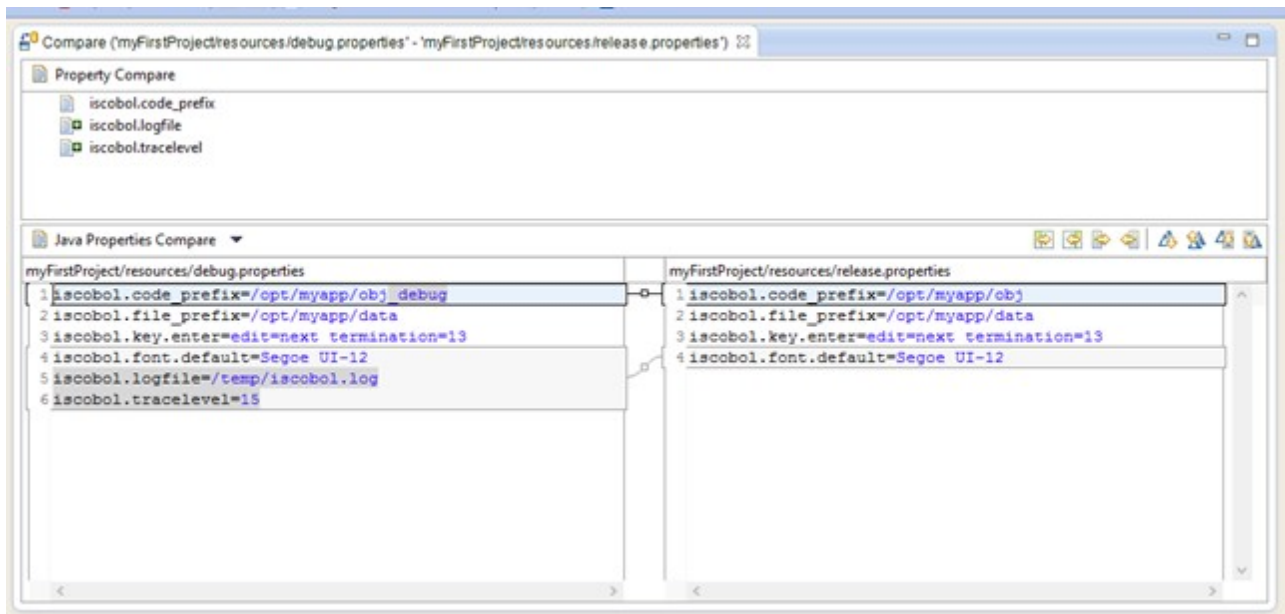 Compare ('myFirstProject/resources/debug.properties' - 'myFirstProject/resources/release.properties')
Property Compare
iscobol.code_prefix
iscobol.logfile
iscobol.tracelevel
Java Properties Compare
myFirstProject/resources/debug.properties
1 iscobol.code_prefix=/opt/myapp/obj_debug
2 iscobol.file_prefix=/opt/myapp/data
3 iscobol.key.enter=edit=next termination=13
4 iscobol.font.default=Segoe UI-12
5 iscobol.logfile=/temp/iscobol.log
6 iscobol.tracelevel=15
myFirstProject/resources/release.properties
1 iscobol.code_prefix=/opt/myapp/obj
2 iscobol.file_prefix=/opt/myapp/data
3 iscobol.key.enter=edit=next termination=13
4 iscobol.font.default=Segoe UI-12